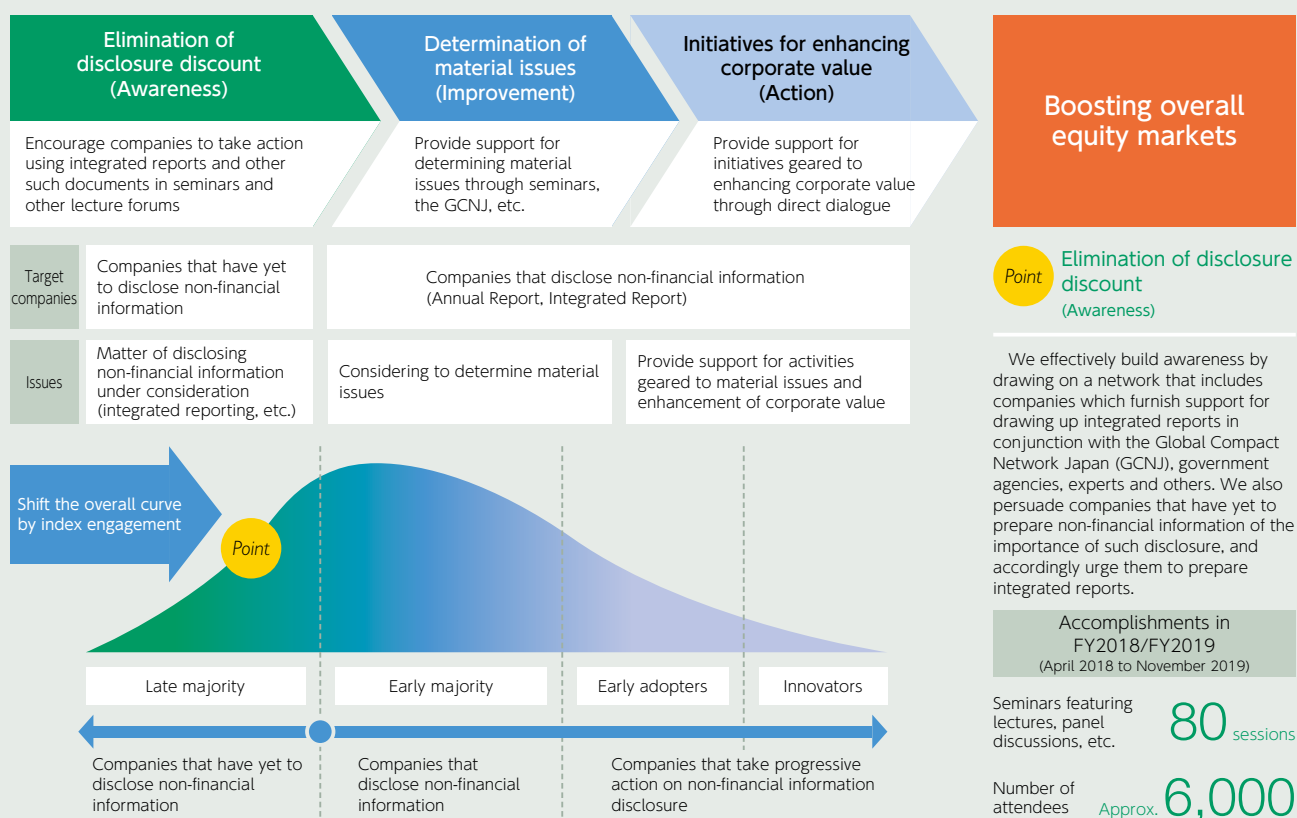 Elimination of
disclosure discount
(Awareness)
Determination of
material issues
(Improvement)
Initiatives for enhancing
corporate value
(Action)
Encourage companies to take action
using integrated reports and other
such documents in seminars and
other lecture forums
Provide support for
determining material
issues through seminars,
the GCNJ, etc.
Provide support for
initiatives geared to
enhancing corporate value
through direct dialogue
Target
companies
Companies that have yet
to disclose non-financial
information
Companies that disclose non-financial information
(Annual Report, Integrated Report)
Issues
Matter of disclosing
non-financial information
under consideration
(integrated reporting, etc.)
Considering to determine material
issues
Provide support for activities
geared to material issues and
enhancement of corporate value
Shift the overall curve
by index engagement
Point
Late majority
Early majority
Early adopters
Innovators
Companies that have yet to
disclose non-financial
information
Companies that
disclose non-financial
information
Companies that take progressive
action on non-financial information
disclosure
Boosting overall
equity markets
Point
Elimination of disclosure
discount
(Awareness)
We effectively build awareness by
drawing on a network that includes
companies which furnish support for
drawing up integrated reports in
conjunction with the Global Compact
Network Japan (GCNJ), government
agencies, experts and others. We also
persuade companies that have yet to
prepare non-financial information of the
importance of such disclosure, and
accordingly urge them to prepare
integrated reports.
Accomplishments in
FY2018/FY2019
(April 2018 to November 2019)
Seminars featuring
lectures, panel
discussions, etc.
80 sessions
Number of
attendees
Approx. 6,000